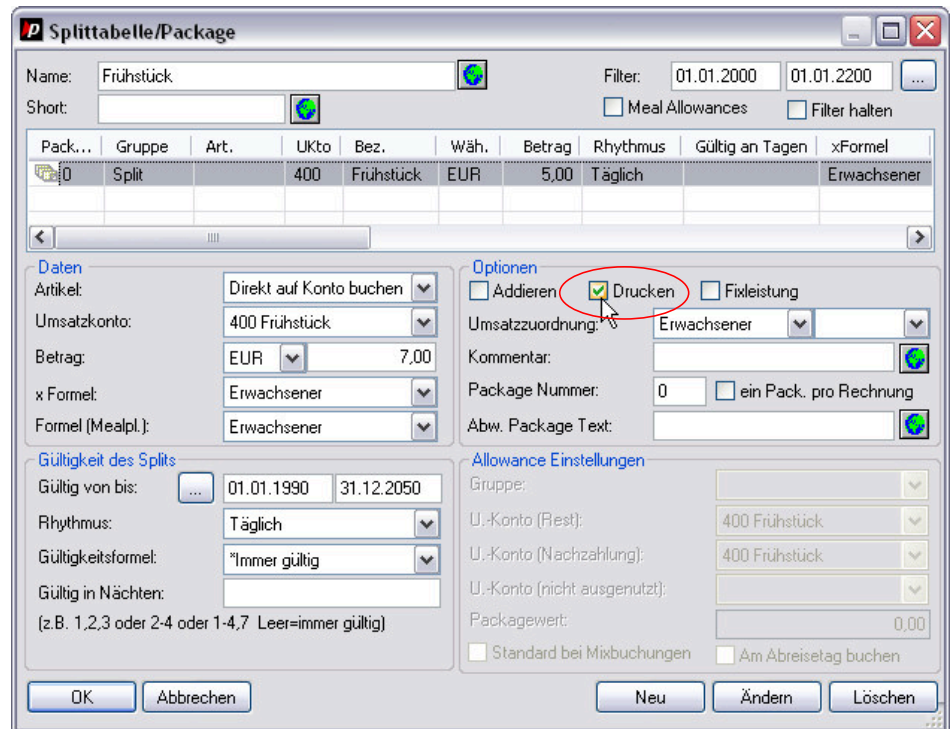 Splittabelle/Package
Name: Frühstück Filter: 01.01.2000 01.01.2200 ...
Short: Meal Allowances Filter halten
Pack... Gruppe Art. UKto Bez. Wäh. Betrag Rhythmus Gültig an Tagen xFormel
0 Split 400 Frühstück EUR 5,00 Täglich Erwachsener
Daten
Artikel: Direkt auf Konto buchen
Umsatzkonto: 400 Frühstück
Betrag: EUR 7,00
x Formel: Erwachsener
Formel (Mealpl.): Erwachsener
Optionen
Addieren Drucken Fixleistung
Umsatzzuordnung: Erwachsener
Kommentar:
Package Nummer: 0 ein Pack. pro Rechnung
Abw. Package Text:
Gültigkeit des Splits
Gültig von bis: ... 01.01.1990 31.12.2050
Rhythmus: Täglich
Gültigkeitsformel: *Immer gültig
Gültig in Nächten:
(z.B. 1,2,3 oder 2-4 oder 1-4,7 Leer=immer gültig)
Allowance Einstellungen
Gruppe:
U.-Konto (Rest): 400 Frühstück
U.-Konto (Nachzahlung): 400 Frühstück
U.-Konto (nicht ausgenutzt):
Packagewert: 0,00
Standard bei Mixbuchungen Am Abreisetag buchen
OK Abbrechen Neu Ändern Löschen